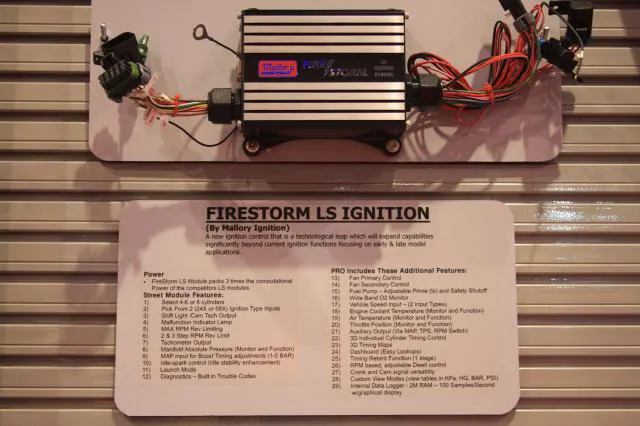 Mallory
FIRE STORM
FIRESTORM LS IGNITION
(By Mallory Ignition)
A new ignition control that is a technological leap which will expand capabilities
significantly beyond current ignition functions focusing on early & late model
applications.
Power
• FireStorm LS Module packs 3 times the computational
Power of the competitors LS modules
Street Module Features:
1) Select 4-6 or 8 cylinders
2) Pick From 2 (24X or 58X) Ignition Type Inputs
3) Shift Light /Cam Tach Output
4) Malfunction Indicator Lamp
5) MAX RPM Rev Limiting
6) 2 & 3 Step RPM Rev Limit
7) Tachometer Output
8) Manifold Absolute Pressure (Monitor and Function)
9) MAP input for Boost Timing adjustments (1-5 BAR)
10) Idle-spark control (Idle stability enhancement)
11) Launch Mode
12) Diagnostics – Built in Trouble Codes
PRO Includes These Additional Features:
13) Fan Primary Control
14) Fan Secondary Control
15) Fuel Pump – Adjustable Prime (ts) and Safety Shutoff
16) Wide Band O2 Monitor
17) Vehicle Speed Input – (2 Input Types)
18) Engine Coolant Temperature (Monitor and Function)
19) Air Temperature (Monitor and Function)
20) Throttle Position (Monitor and Function)
21) Auxiliary Output (Via MAP, TPS, RPM Switch)
22) 3D Individual Cylinder Timing Control
23) 3D Timing Maps
24) Dashboard (Easy Lookups)
25) Timing Retard Function (1 stage)
26) RPM based, adjustable Dwell control
27) Crank and Cam signal versatility
28) Custom View Modes (view tables in KPa, HG, BAR, PSI)
29) Internal Data Logger - 2M RAM – 100 Samples/Second
w/graphical display